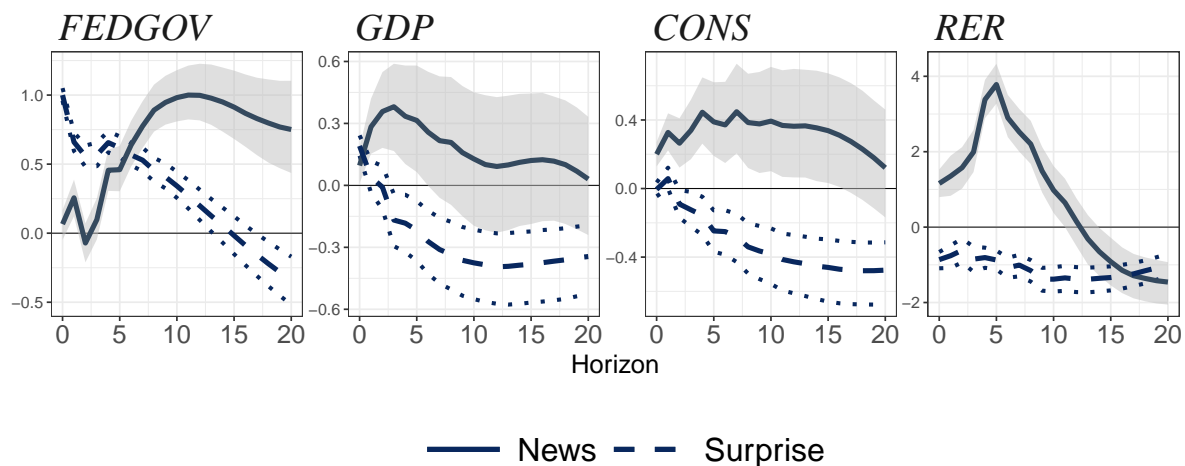 FEDGOV GDP CONS RER
1.0 0.5 0.0 −0.5
0.6 0.3 0.0 −0.3 −0.6
0.4 0.0 −0.4
4 2 0 −2
0 5 10 15 20 0 5 10 15 20 0 5 10 15 20 0 5 10 15 20
Horizon
News Surprise